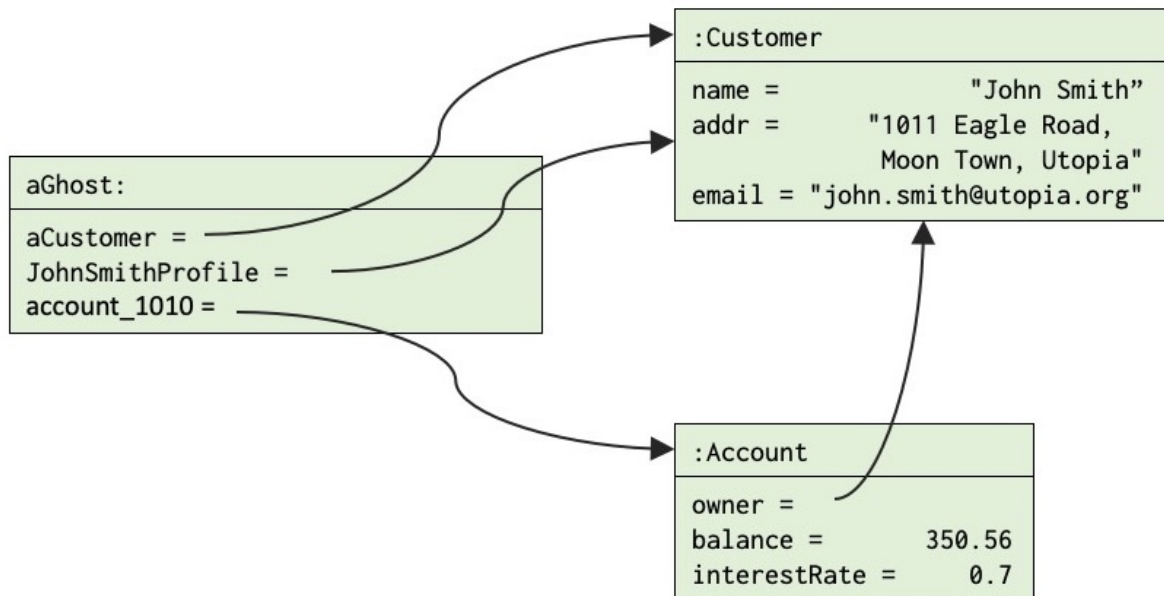 :Customer
name = "John Smith”
addr = "1011 Eagle Road,
Moon Town, Utopia"
email = "john.smith@utopia.org"
aGhost:
aCustomer =
JohnSmithProfile =
account_1010 =
:Account
owner =
balance = 350.56
interestRate = 0.7